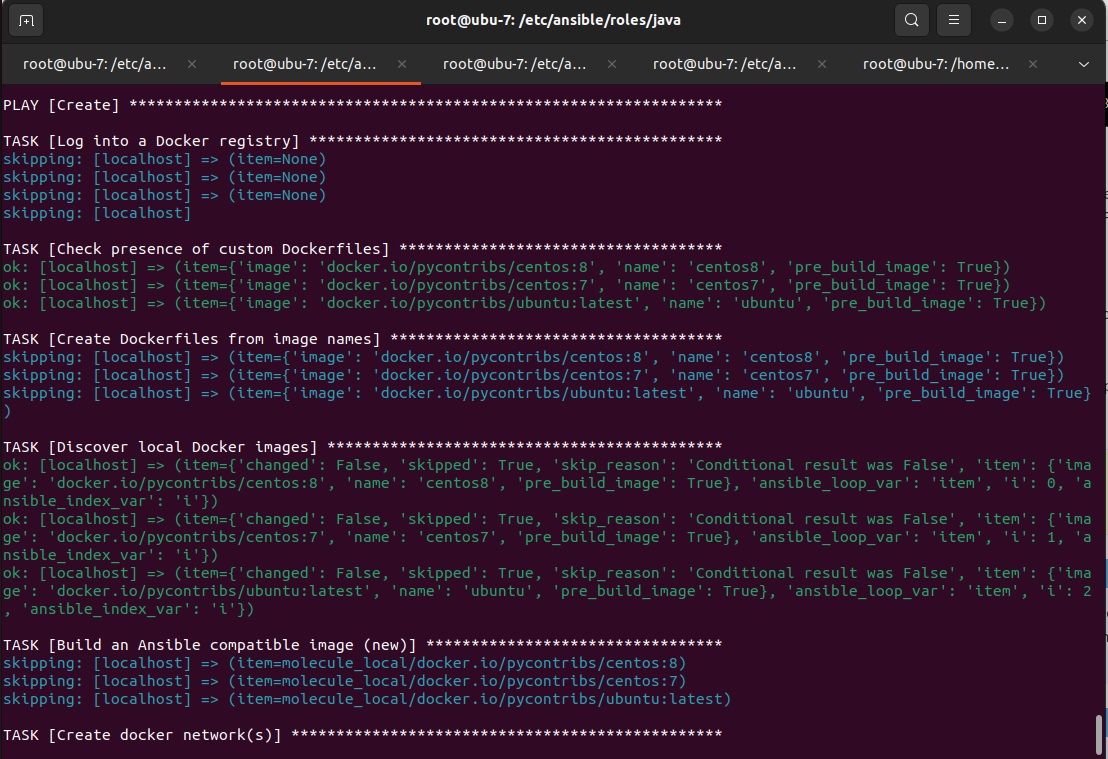 root@ubu-7: /etc/ansible/roles/java
root@ubu-7: /etc/a... root@ubu-7: /etc/a... root@ubu-7: /etc/a... root@ubu-7: /etc/a... root@ubu-7: /home...
PLAY [Create] ******************************************************************
TASK [Log into a Docker registry] **********************************************
skipping: [localhost] => (item=None)
skipping: [localhost] => (item=None)
skipping: [localhost] => (item=None)
skipping: [localhost]
TASK [Check presence of custom Dockerfiles] ************************************
ok: [localhost] => (item={'image': 'docker.io/pycontribs/centos:8', 'name': 'centos8', 'pre_build_image': True})
ok: [localhost] => (item={'image': 'docker.io/pycontribs/centos:7', 'name': 'centos7', 'pre_build_image': True})
ok: [localhost] => (item={'image': 'docker.io/pycontribs/ubuntu:latest', 'name': 'ubuntu', 'pre_build_image': True})
TASK [Create Dockerfiles from image names] *************************************
skipping: [localhost] => (item={'image': 'docker.io/pycontribs/centos:8', 'name': 'centos8', 'pre_build_image': True})
skipping: [localhost] => (item={'image': 'docker.io/pycontribs/centos:7', 'name': 'centos7', 'pre_build_image': True})
skipping: [localhost] => (item={'image': 'docker.io/pycontribs/ubuntu:latest', 'name': 'ubuntu', 'pre_build_image': True}
)
TASK [Discover local Docker images] ********************************************
ok: [localhost] => (item={'changed': False, 'skipped': True, 'skip_reason': 'Conditional result was False', 'item': {'ima
ge': 'docker.io/pycontribs/centos:8', 'name': 'centos8', 'pre_build_image': True}, 'ansible_loop_var': 'item', 'i': 0, 'a
nsible_index_var': 'i'})
ok: [localhost] => (item={'changed': False, 'skipped': True, 'skip_reason': 'Conditional result was False', 'item': {'ima
ge': 'docker.io/pycontribs/centos:7', 'name': 'centos7', 'pre_build_image': True}, 'ansible_loop_var': 'item', 'i': 1, 'a
nsible_index_var': 'i'})
ok: [localhost] => (item={'changed': False, 'skipped': True, 'skip_reason': 'Conditional result was False', 'item': {'ima
ge': 'docker.io/pycontribs/ubuntu:latest', 'name': 'ubuntu', 'pre_build_image': True}, 'ansible_loop_var': 'item', 'i': 2
, 'ansible_index_var': 'i'})
TASK [Build an Ansible compatible image (new)] *********************************
skipping: [localhost] => (item=molecule_local/docker.io/pycontribs/centos:8)
skipping: [localhost] => (item=molecule_local/docker.io/pycontribs/centos:7)
skipping: [localhost] => (item=molecule_local/docker.io/pycontribs/ubuntu:latest)
TASK [Create docker network(s)] ************************************************